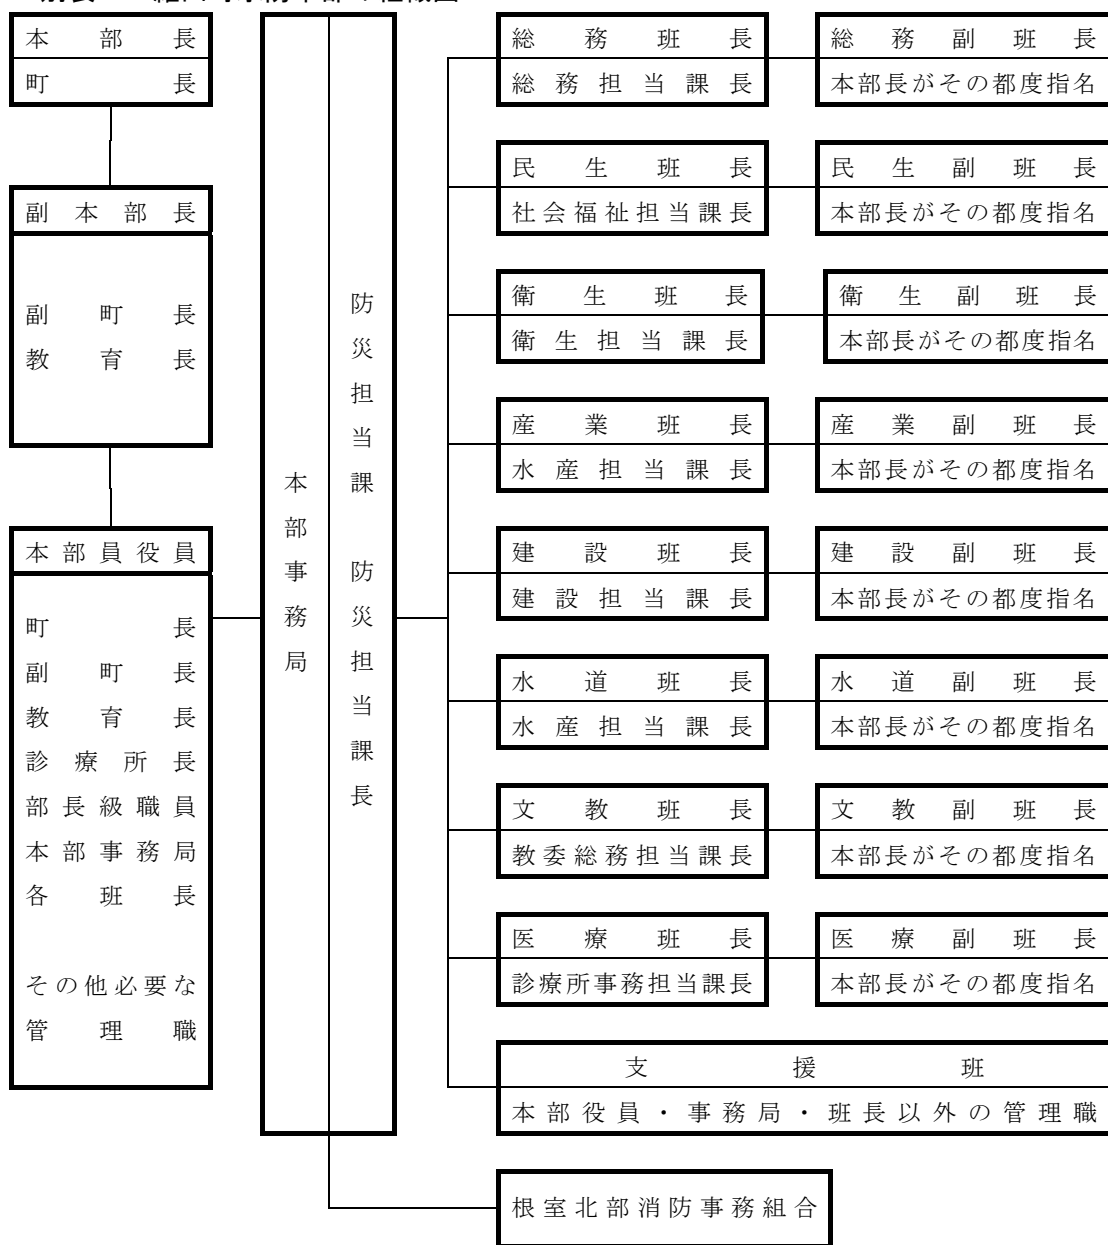 本部長
町長
副本部長
副町長
教育長
本部員役員
町長
副町長
教育長
診療所長
部長級職員
本部事務局
各班長
その他必要な
管理職
本部事務局
防災担当課 防災担当課長
総務班長
総務担当課長
総務副班長
本部長がその都度指名
民生班長
社会福祉担当課長
民生副班長
本部長がその都度指名
衛生班長
衛生担当課長
衛生副班長
本部長がその都度指名
産業班長
水産担当課長
産業副班長
本部長がその都度指名
建設班長
建設担当課長
建設副班長
本部長がその都度指名
水道班長
水産担当課長
水道副班長
本部長がその都度指名
文教班長
教委総務担当課長
文教副班長
本部長がその都度指名
医療班長
診療所事務担当課長
医療副班長
本部長がその都度指名
支援班
本部役員・事務局・班長以外の管理職
根室北部消防事務組合